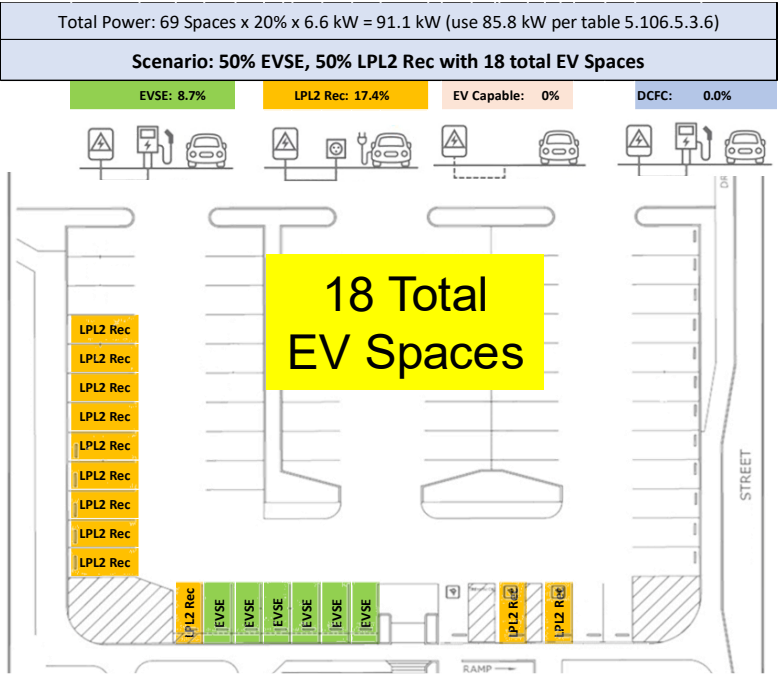 Total Power: 69 Spaces x 20% x 6.6 kW = 91.1 kW (use 85.8 kW per table 5.106.5.3.6)
Scenario: 50% EVSE, 50% LPL2 Rec with 18 total EV Spaces
EVSE: 8.7%
LPL2 Rec: 17.4%
EV Capable: 0%
DCFC: 0.0%
DR
18 Total
EV Spaces
LPL2 Rec
LPL2 Rec
LPL2 Rec
LPL2 Rec
LPL2 Rec
LPL2 Rec
LPL2 Rec
LPL2 Rec
LPL2 Rec
STREET
LPL2 Rec
EVSE
EVSE
EVSE
EVSE
EVSE
EVSE
LPL2 Rec
LPL2 Rec
RAMP